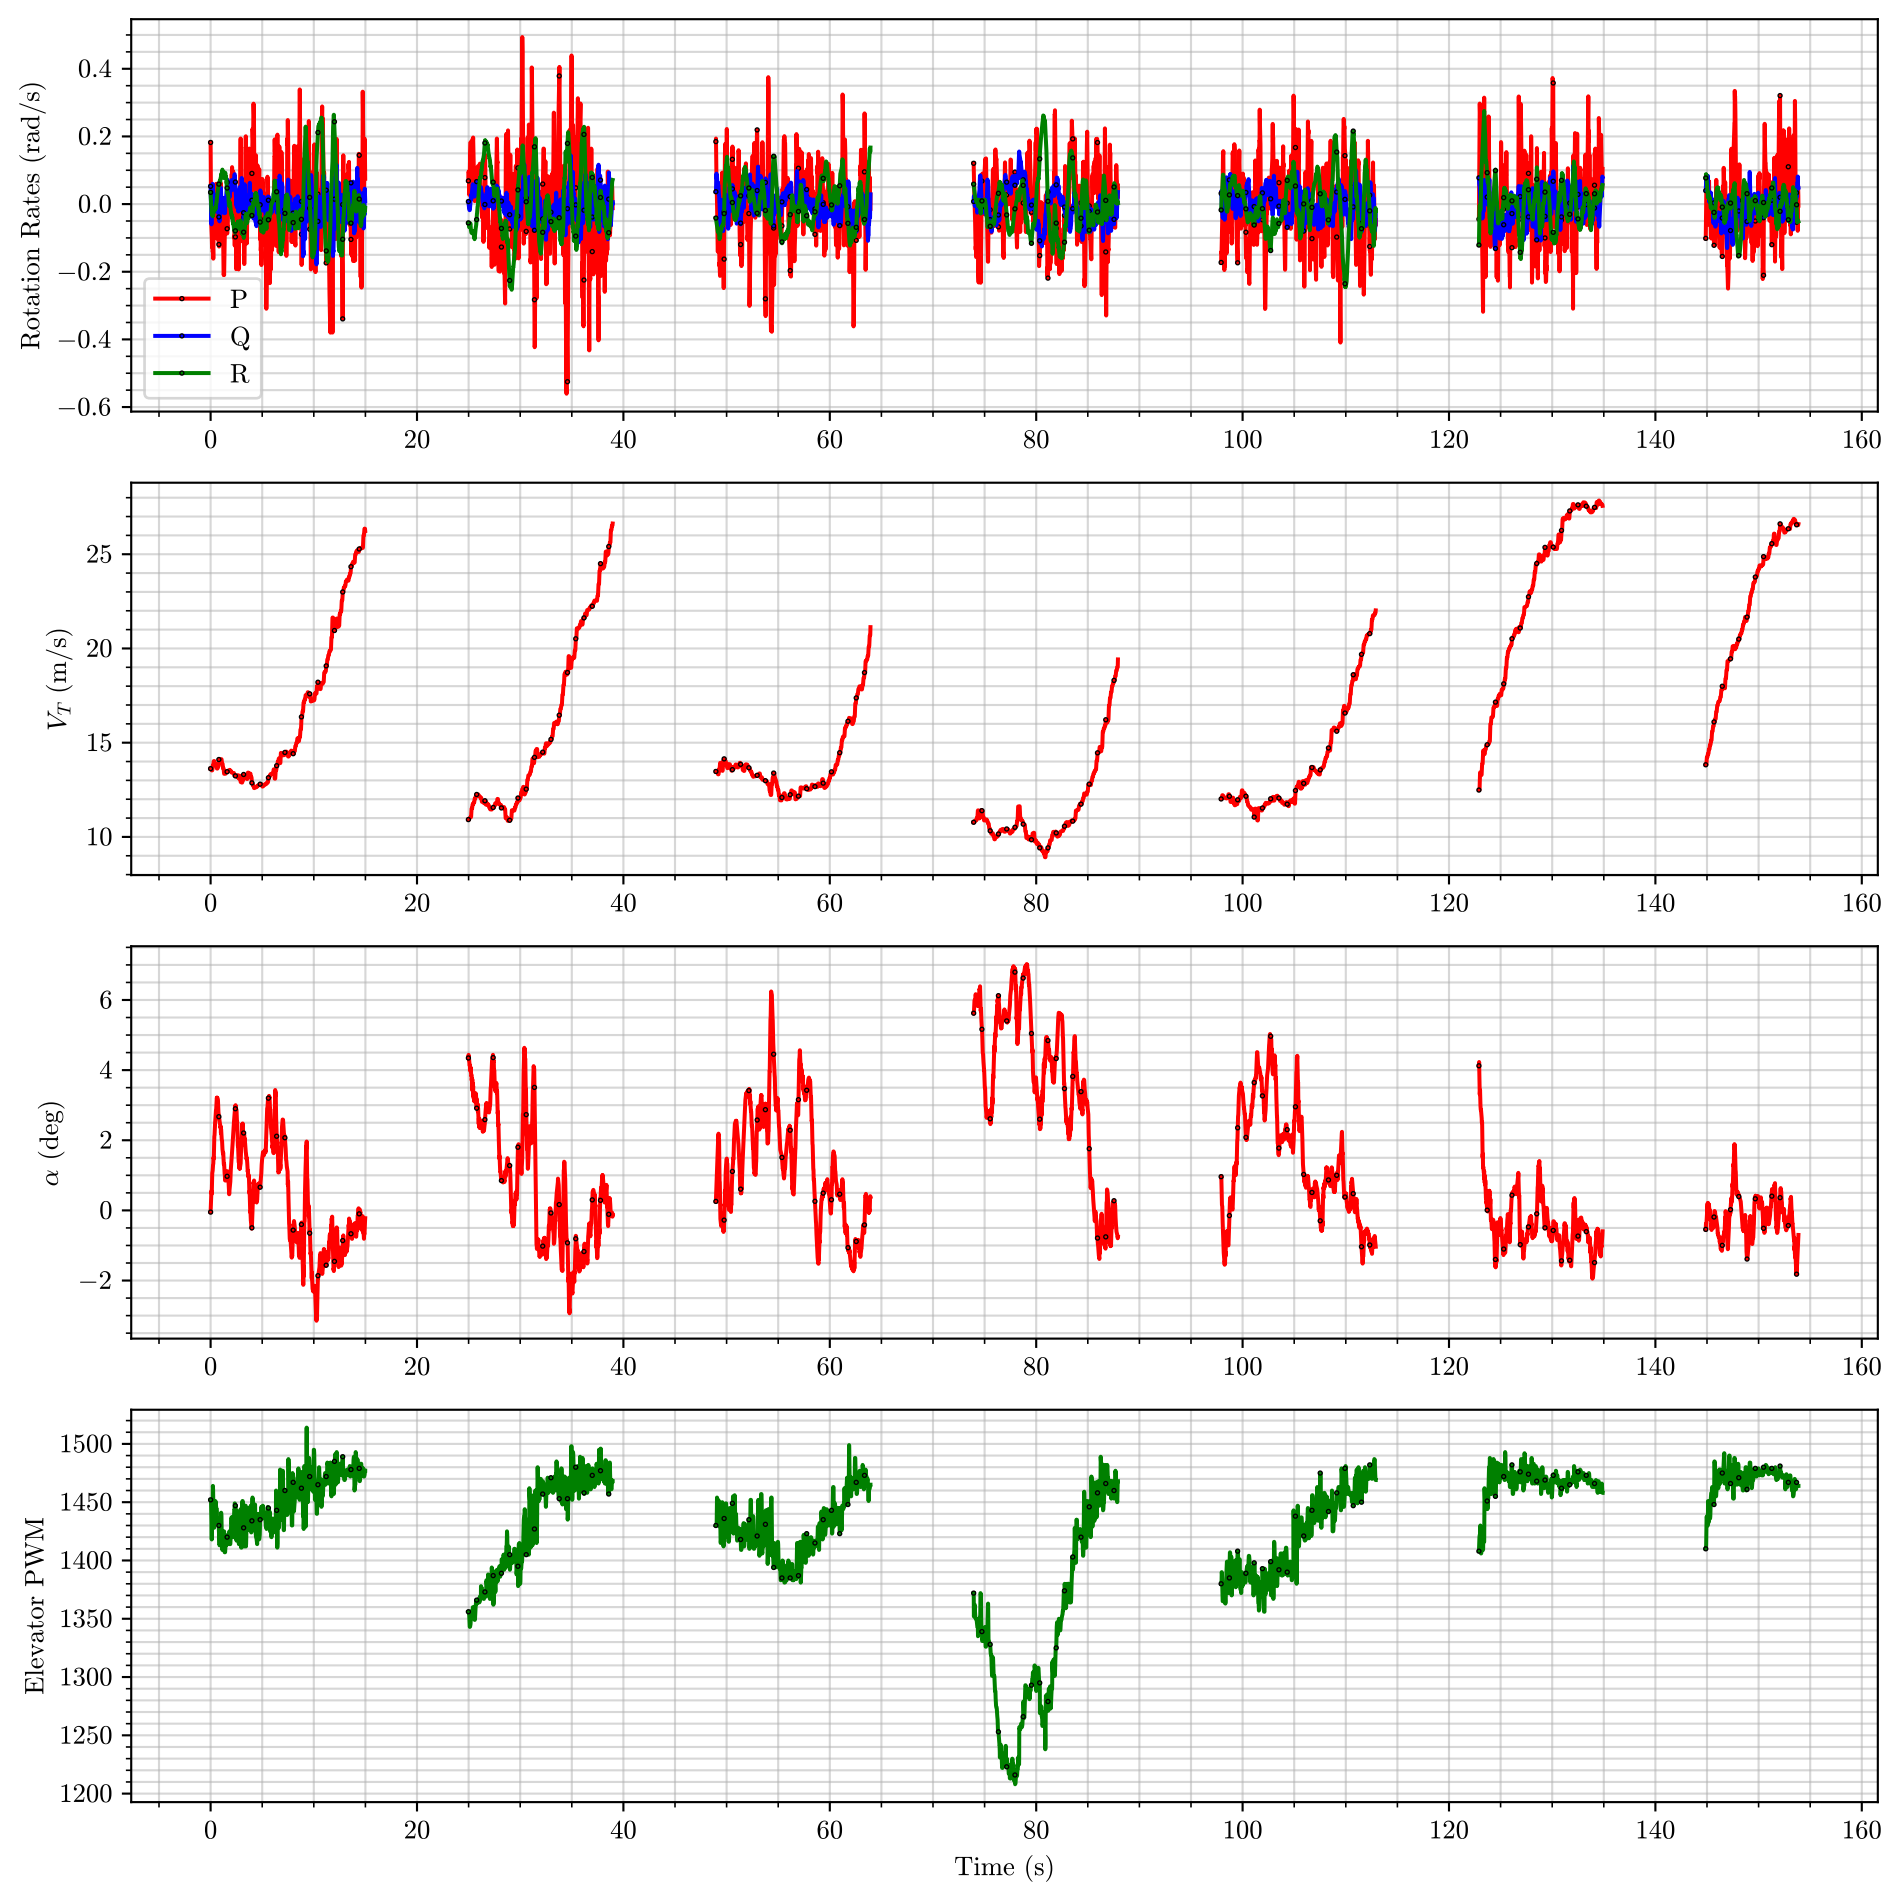 Rotation Rates (rad/s)
0.4
0.2
0.0
−0.2
−0.4
−0.6
P
Q
R
0 20 40 60 80 100 120 140 160
V_T (m/s)
25
20
15
10
0 20 40 60 80 100 120 140 160
α (deg)
6
4
2
0
−2
0 20 40 60 80 100 120 140 160
Elevator PWM
1500
1450
1400
1350
1300
1250
1200
0 20 40 60 80 100 120 140 160
Time (s)